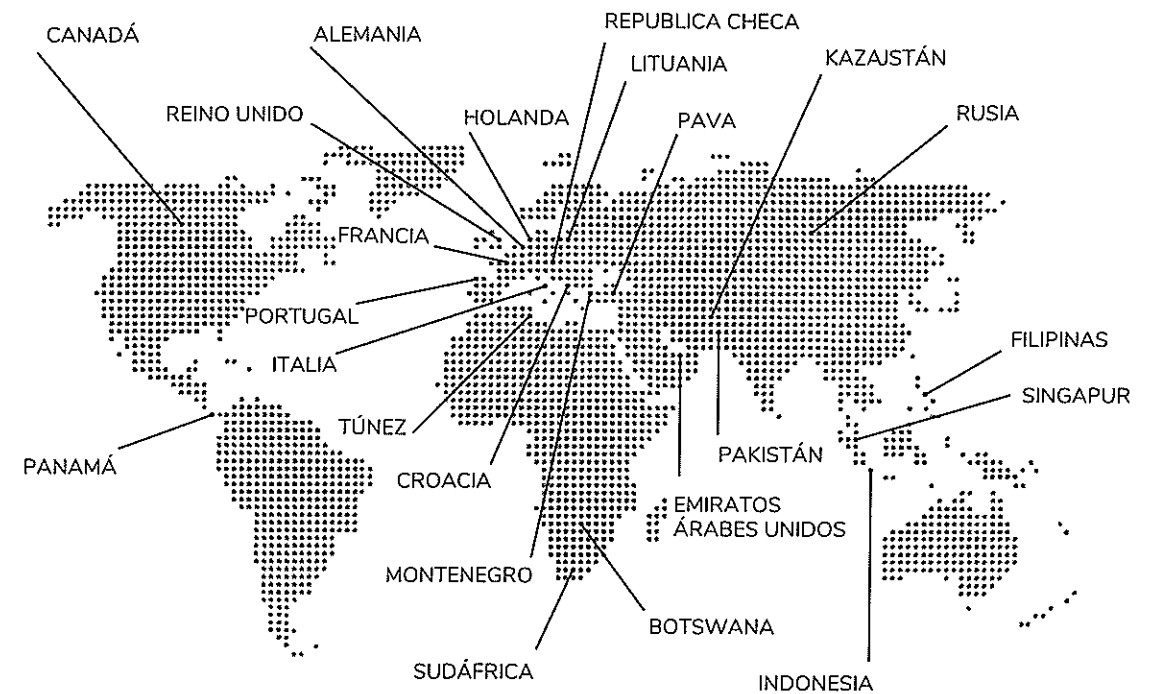 REPUBLICA CHECA
CANADÁ
ALEMANIA
KAZAJSTÁN
LITUANIA
REINO UNIDO
HOLANDA
PAVA
RUSIA
FRANCIA
PORTUGAL
ITALIA
FILIPINAS
SINGAPUR
TÚNEZ
PAKISTÁN
PANAMÁ
CROACIA
EMIRATOS
ÁRABES UNIDOS
MONTENEGRO
BOTSWANA
SUDÁFRICA
INDONESIA